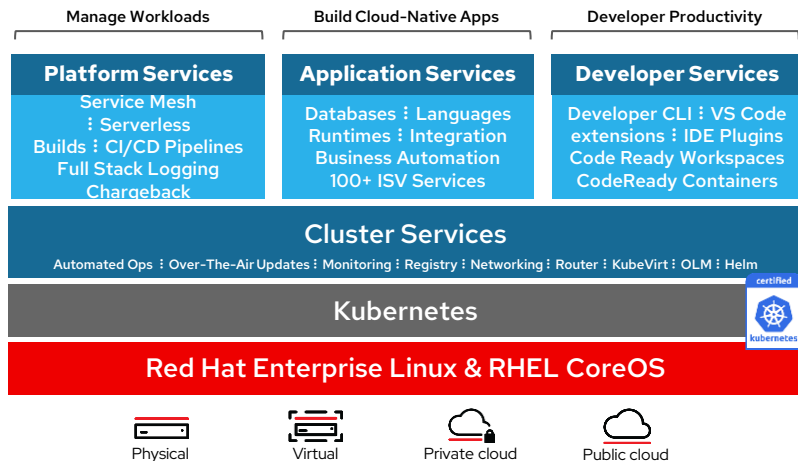 Manage Workloads
Build Cloud-Native Apps
Developer Productivity
Platform Services
Service Mesh
⋮ Serverless
Builds ⋮ CI/CD Pipelines
Full Stack Logging
Chargeback
Application Services
Databases ⋮ Languages
Runtimes ⋮ Integration
Business Automation
100+ ISV Services
Developer Services
Developer CLI ⋮ VS Code
extensions ⋮ IDE Plugins
Code Ready Workspaces
CodeReady Containers
Cluster Services
Automated Ops ⋮ Over-The-Air Updates ⋮ Monitoring ⋮ Registry ⋮ Networking ⋮ Router ⋮ KubeVirt ⋮ OLM ⋮ Helm
Kubernetes
certified
kubernetes
Red Hat Enterprise Linux & RHEL CoreOS
Physical
Virtual
Private cloud
Public cloud